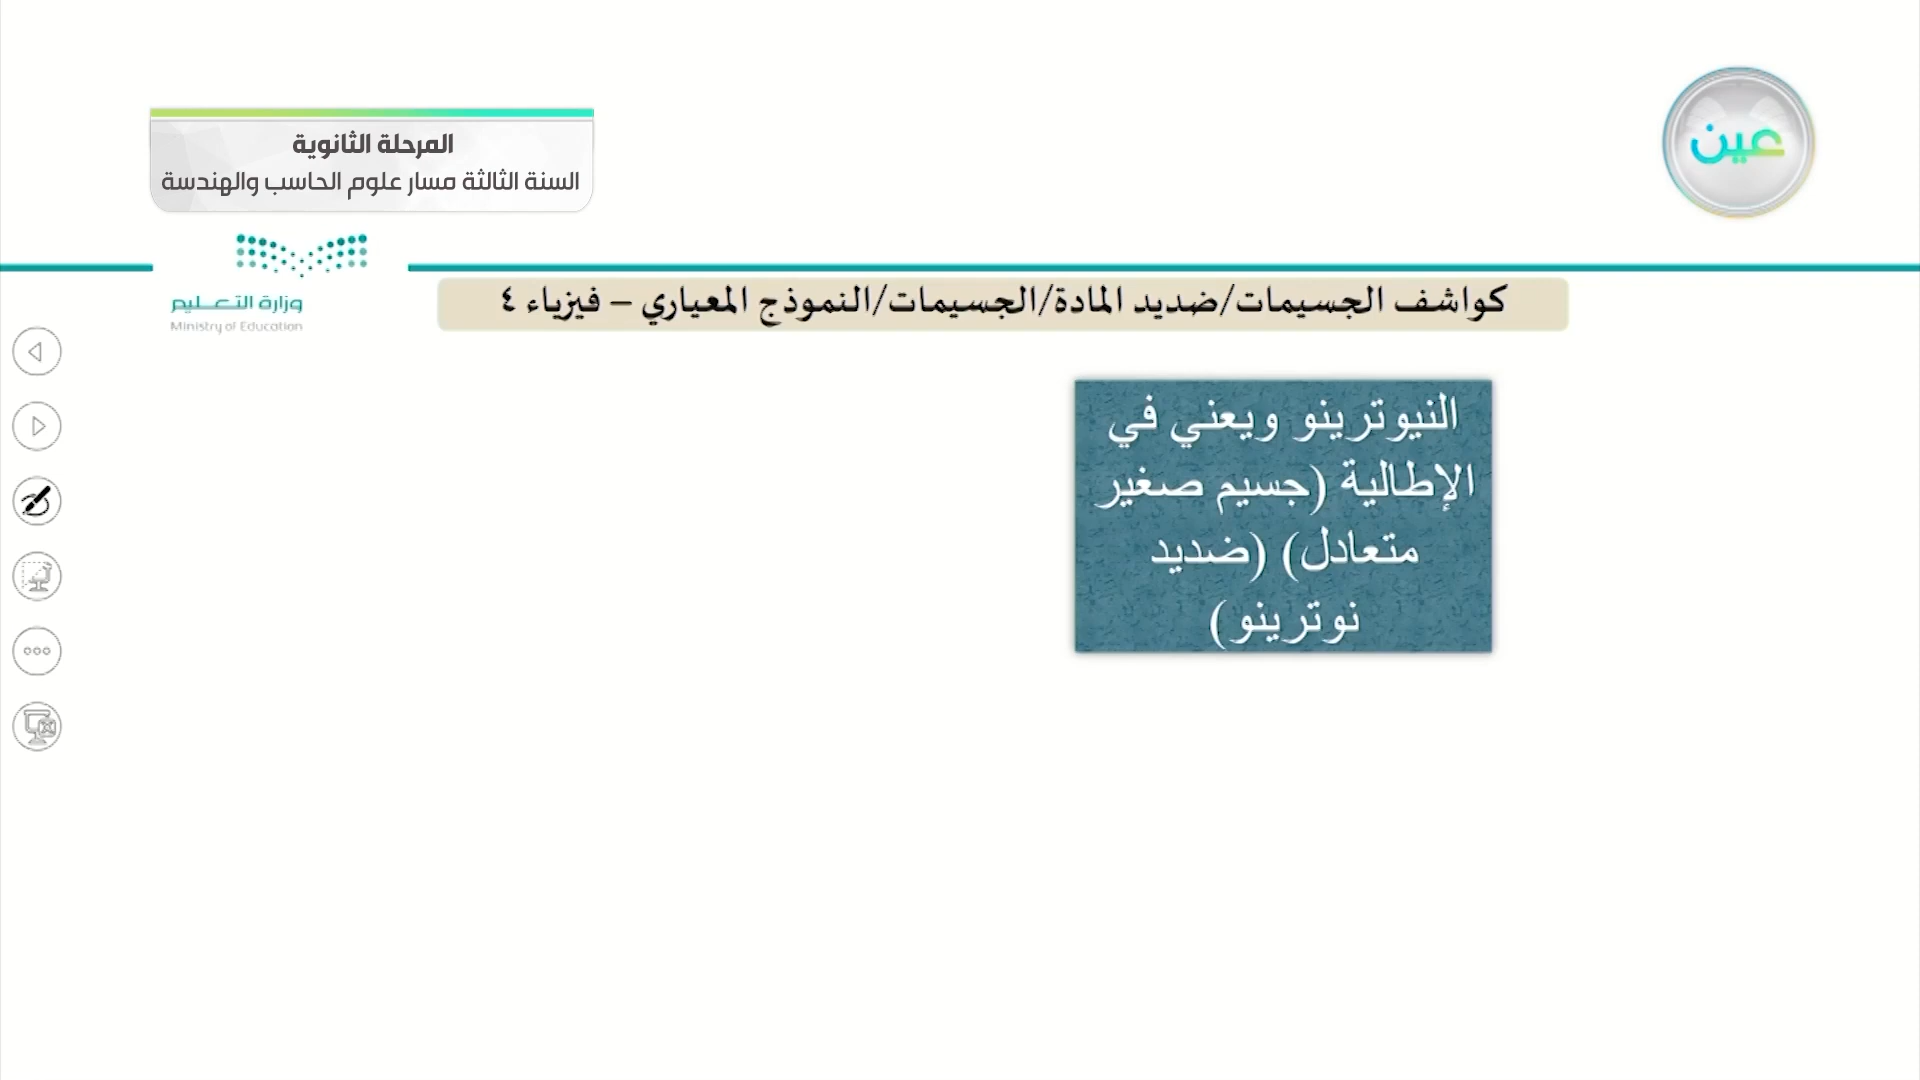 عين
المرحلة الثانوية
السنة الثالثة مسار علوم الحاسب والهندسة
وزارة التعـــليم
Ministry of Education
كواشف الجسيمات/ضديد المادة/الجسيمات/النموذج المعياري – فيزياء ٤
النيوترينو ويعني في
الإطالية (جسيم صغير
متعادل) (ضديد
نوترينو)